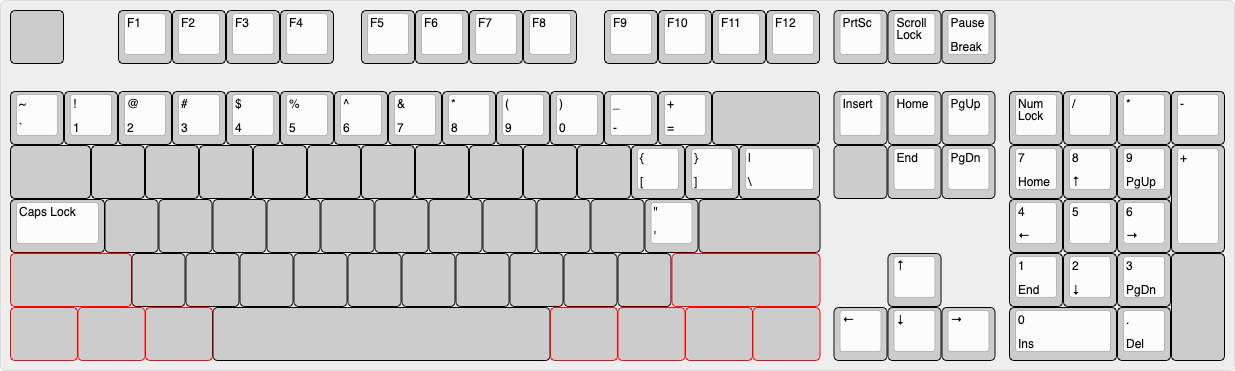 F1 F2 F3 F4 F5 F6 F7 F8 F9 F10 F11 F12 PrtSc Scroll Pause
Lock
Break
~ ! @ # $ % ^ & * ( ) _ + Insert Home PgUp Num / * -
Lock
` 1 2 3 4 5 6 7 8 9 0 - =
{ } | End PgDn 7 8 9 +
[ ] \ Home ↑ PgUp
Caps Lock " 4 5 6
' ← →
↑ 1 2 3
End ↓ PgDn
← ↓ → 0 .
Ins Del